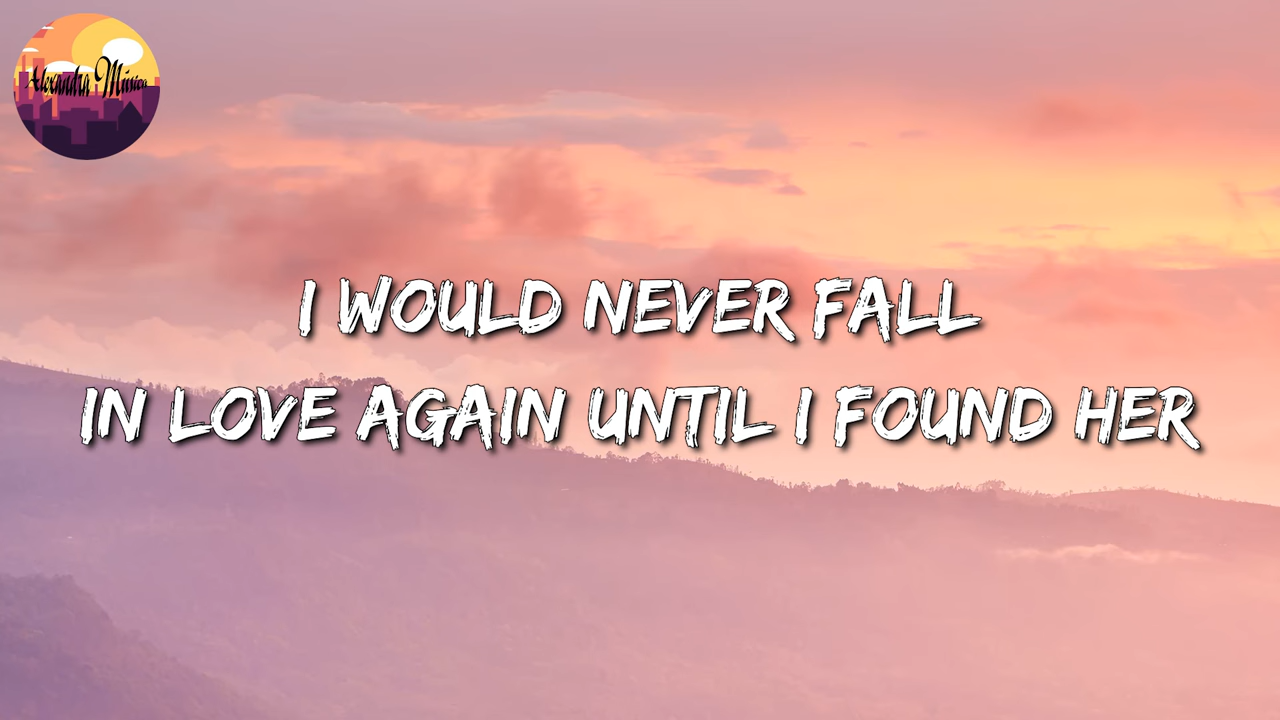 Alexandra Música
I WOULD NEVER FALL
IN LOVE AGAIN UNTIL I FOUND HER